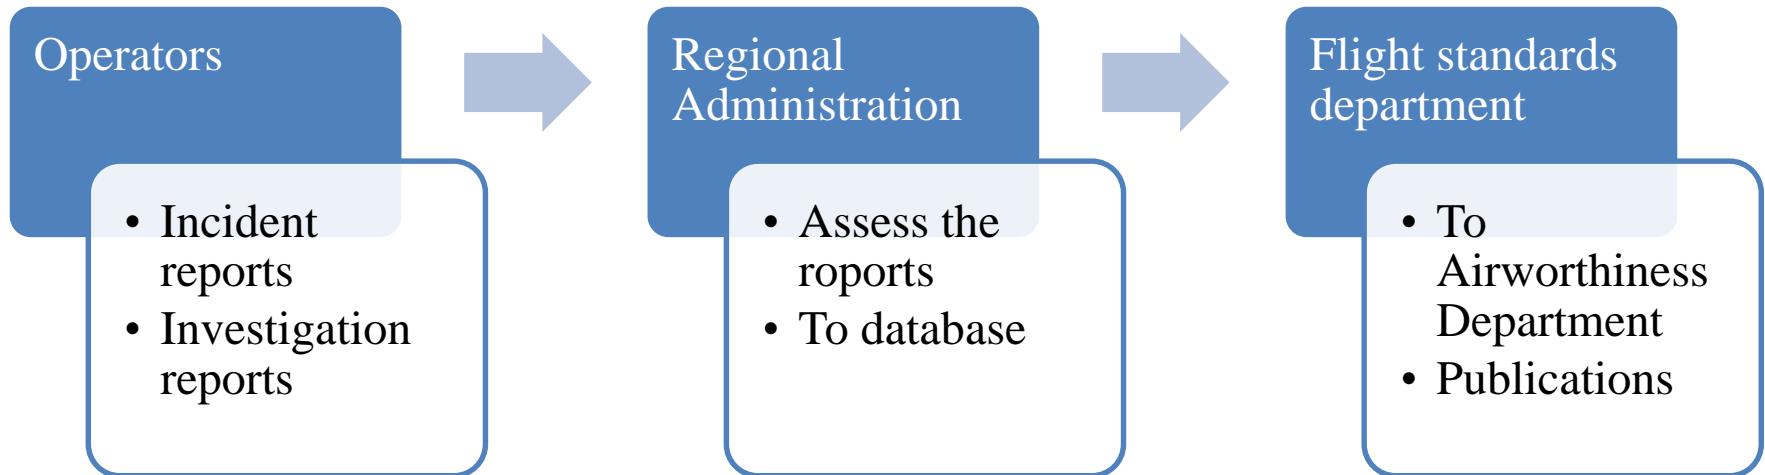 Operators
• Incident
reports
• Investigation
reports
Regional
Administration
• Assess the
roports
• To database
Flight standards
department
• To
Airworthiness
Department
• Publications